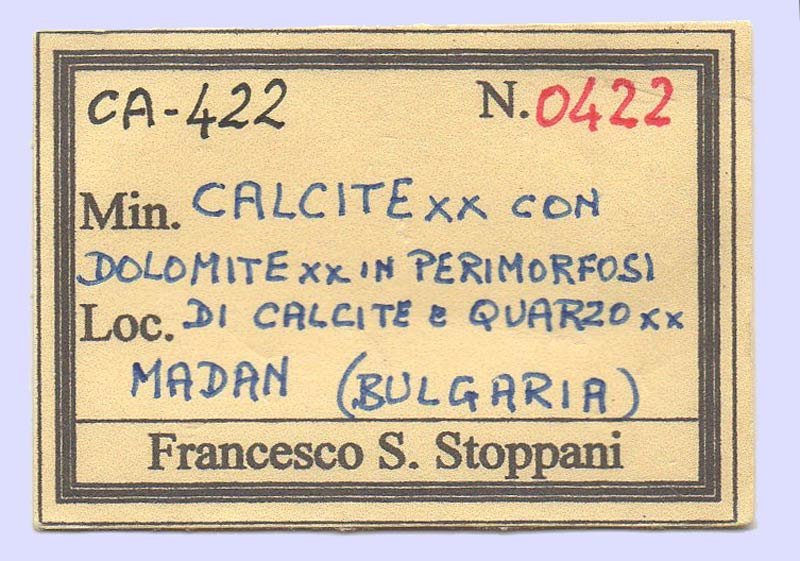 CA-422 N. 0422
Min. CALCITE xx CON
DOLOMITE xx IN PERIMORFOSI
Loc. DI CALCITE E QUARZO xx
MADAN (BULGARIA)
Francesco S. Stoppani